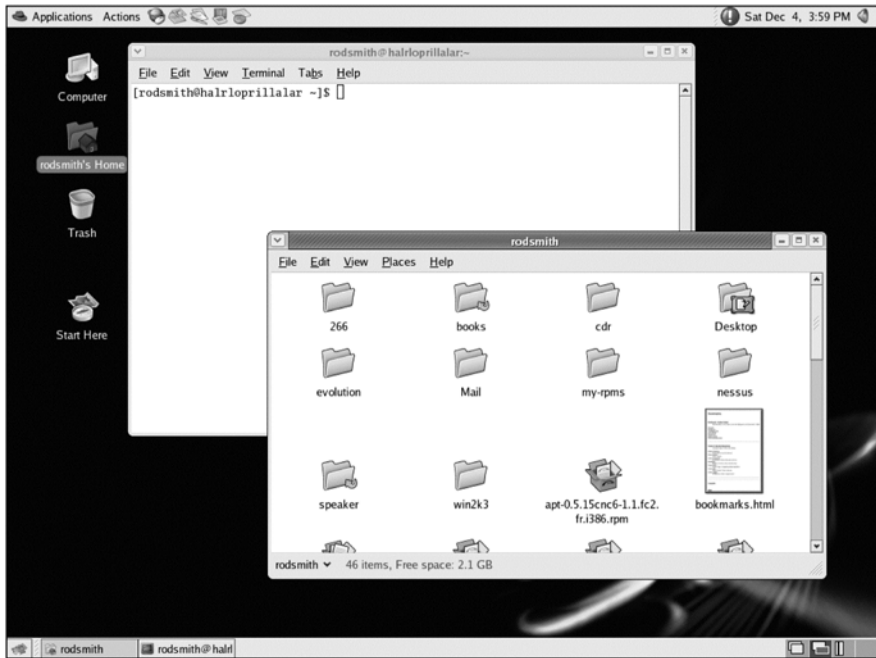 Applications Actions
Sat Dec 4, 3:59 PM
Computer
rodsmith's Home
Trash
Start Here
rodsmith@halrloprillalar:~
File Edit View Terminal Tabs Help
[rodsmith@halrloprillalar ~]$
rodsmith
File Edit View Places Help
266 books cdr Desktop
evolution Mail my-rpms nessus
speaker win2k3 apt-0.5.15cnc6-1.1.fc2. bookmarks.html
fr.i386.rpm
rodsmith 46 items, Free space: 2.1 GB
rodsmith rodsmith@halrl